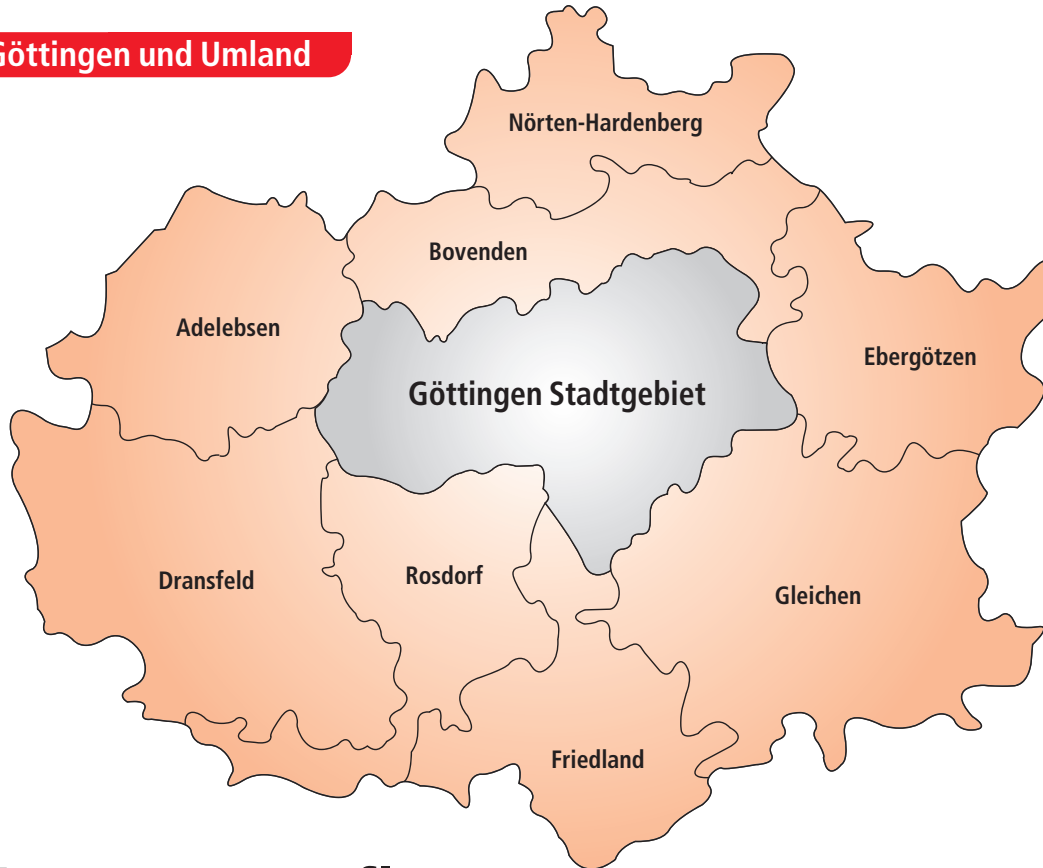 Göttingen und Umland
Nörten-Hardenberg
Bovenden
Adelebsen
Ebergötzen
Göttingen Stadtgebiet
Dransfeld
Rosdorf
Gleichen
Friedland